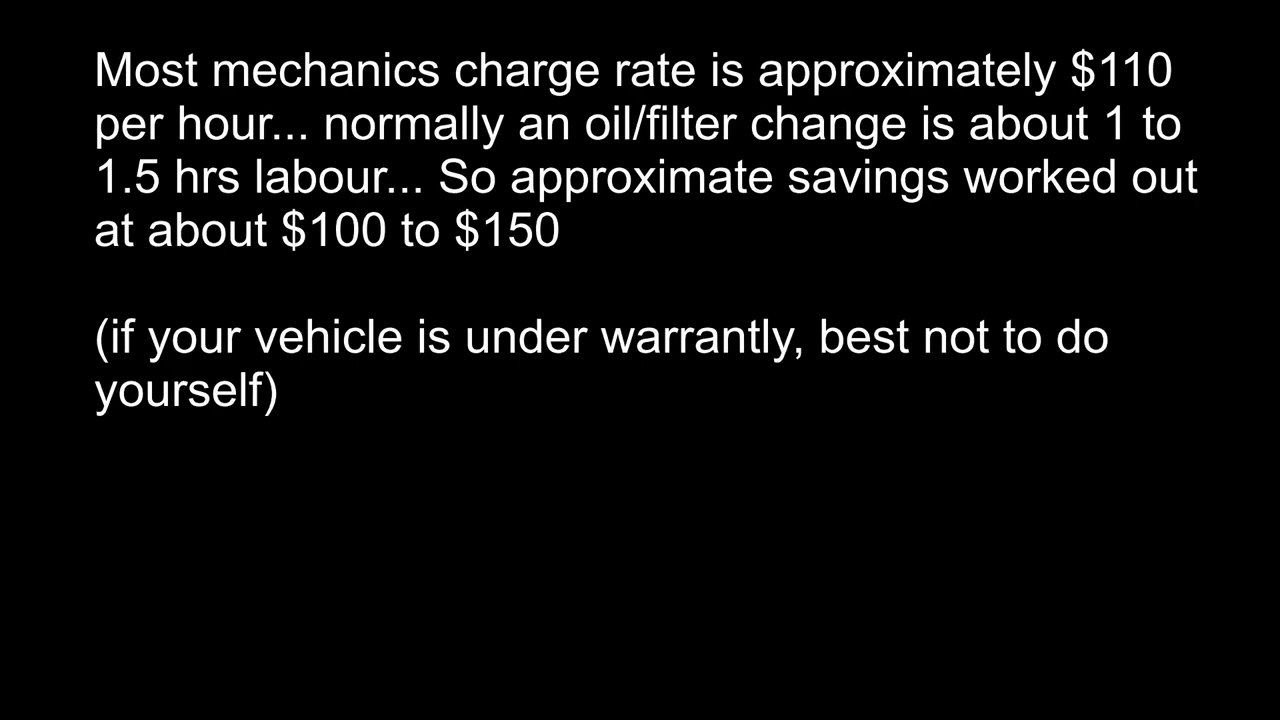 Most mechanics charge rate is approximately $110
per hour... normally an oil/filter change is about 1 to
1.5 hrs labour... So approximate savings worked out
at about $100 to $150
(if your vehicle is under warrantly, best not to do
yourself)